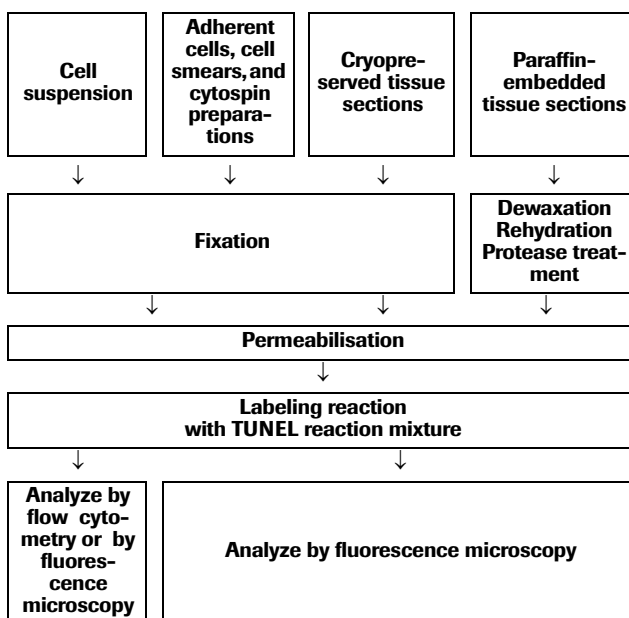 Cell
suspension
Adherent
cells, cell
smears, and
cytospin
prepara-
tions
Cryopre-
served tissue
sections
Paraffin-
embedded
tissue sections
↓ ↓ ↓ ↓
Fixation
Dewaxation
Rehydration
Protease treat-
ment
↓ ↓ ↓
Permeabilisation
↓
Labeling reaction
with TUNEL reaction mixture
↓ ↓
Analyze by
flow cyto-
metry or by
fluores-
cence
microscopy
Analyze by fluorescence microscopy